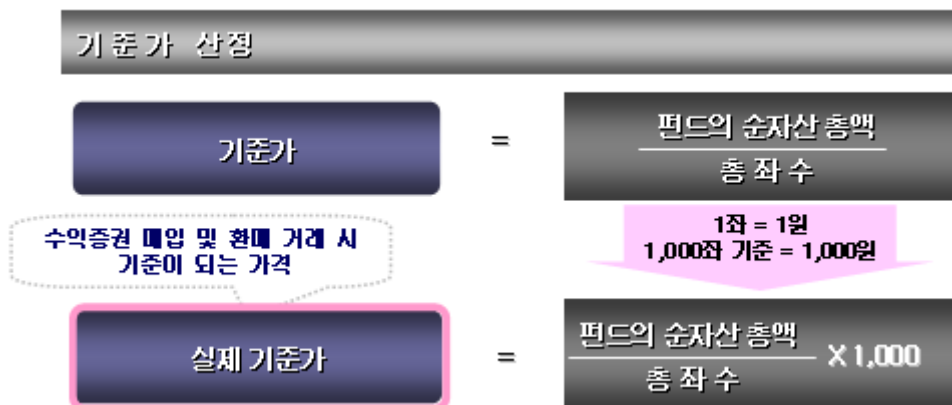 기준가 산정
기준가
=
펀드의 순자산 총액
총 좌 수
수익증권 매입 및 환매 거래 시
기준이 되는 가격
1좌 = 1원
1,000좌 기준 = 1,000원
실제 기준가
=
펀드의 순자산 총액
총 좌 수
X 1,000